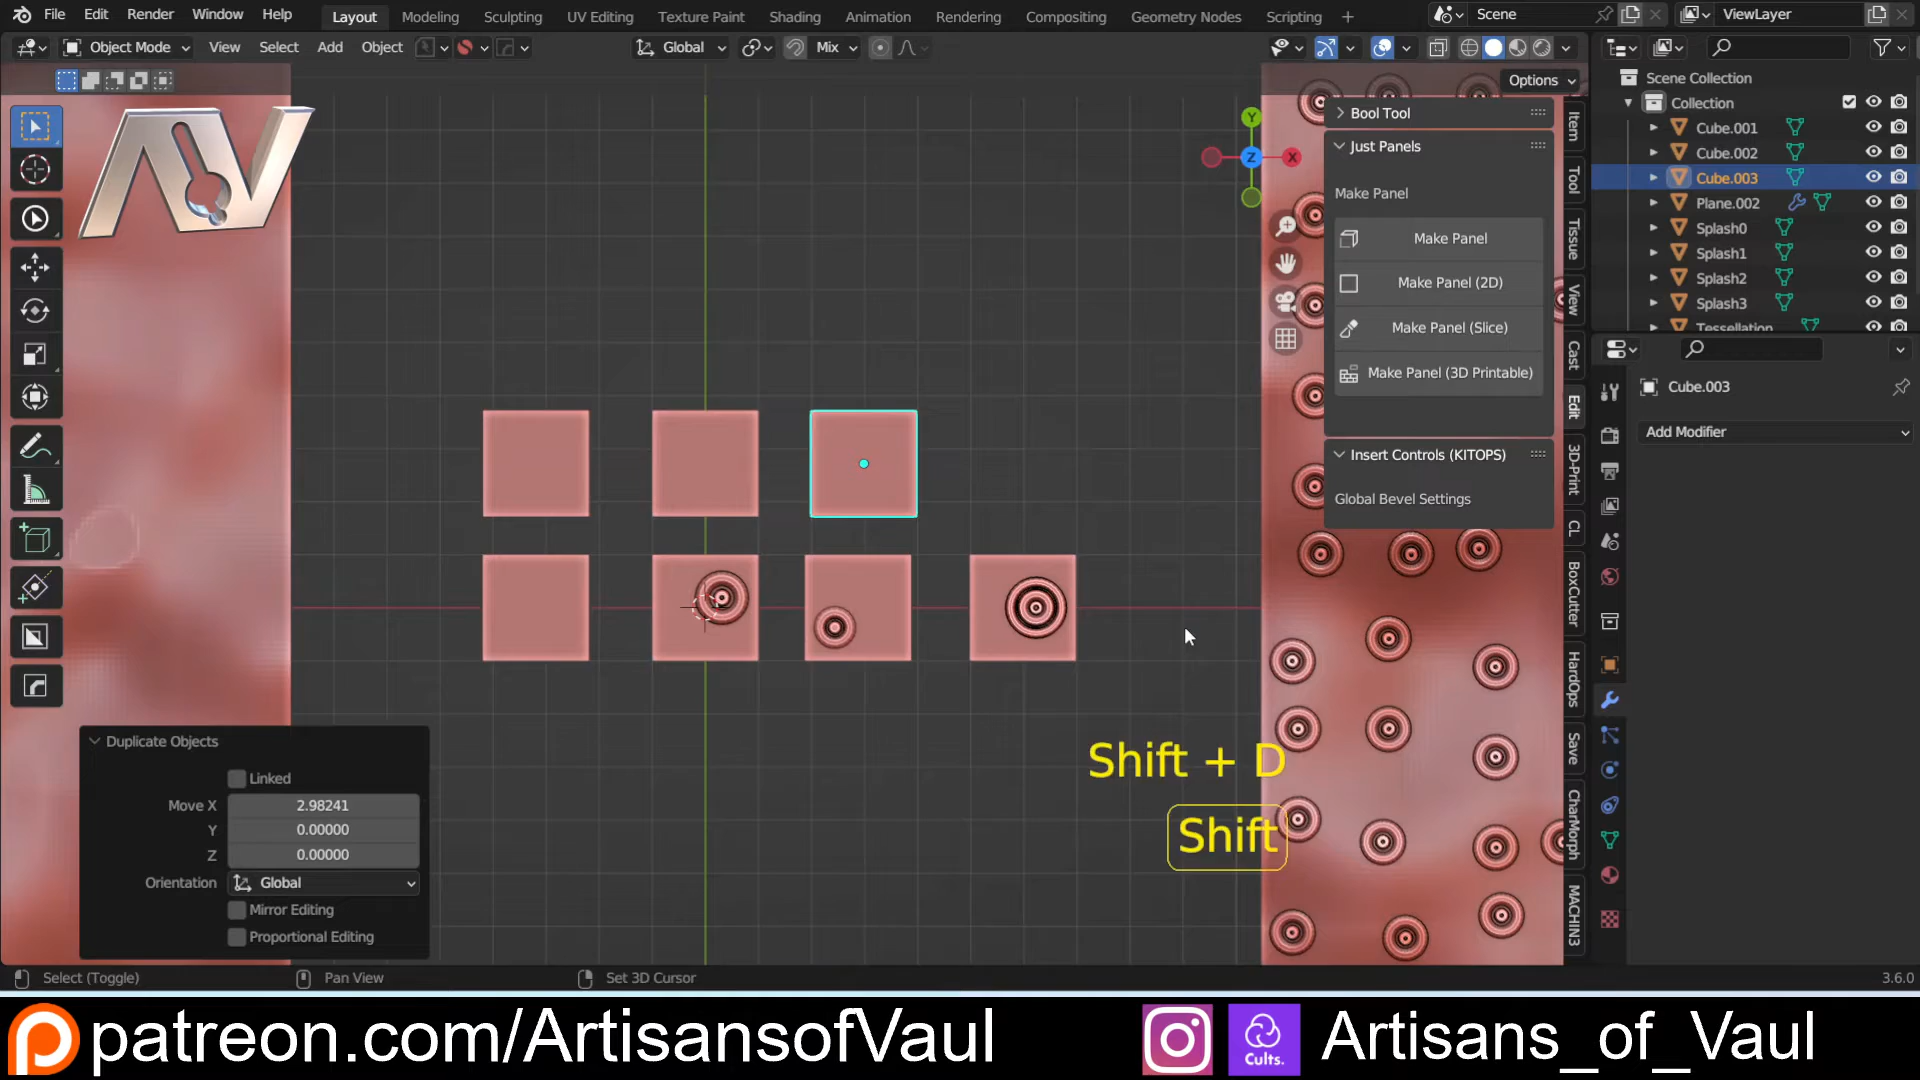 File Edit Render Window Help Layout Modeling Sculpting UV Editing Texture Paint Shading Animation Rendering Compositing Geometry Nodes Scripting + Scene ViewLayer
Object Mode View Select Add Object Global Mix
Options
Scene Collection
Collection
Cube.001
Cube.002
Cube.003
Plane.002
Splash0
Splash1
Splash2
Splash3
Tessellation
AV
Y
Z
X
Bool Tool
Just Panels
Make Panel
Make Panel
Make Panel (2D)
Make Panel (Slice)
Make Panel (3D Printable)
Insert Controls (KITOPS)
Global Bevel Settings
Item
Tool
Tissue
View
Cast
Edit
3D-Print
CL
BoxCutter
HardOps
Save
CharMorph
MACHIN3
Cube.003
Add Modifier
Duplicate Objects
Linked
Move X 2.98241
Y 0.00000
Z 0.00000
Orientation Global
Mirror Editing
Proportional Editing
Shift + D
Shift
Select (Toggle) Pan View Set 3D Cursor 3.6.0
patreon.com/ArtisansofVaul Cults. Artisans_of_Vaul